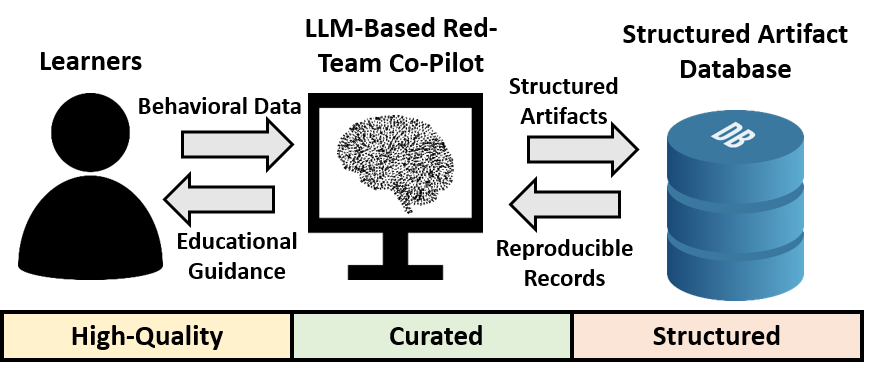 Learners
LLM-Based Red-
Team Co-Pilot
Structured Artifact
Database
Behavioral Data
Structured
Artifacts
DB
Educational
Guidance
Reproducible
Records
High-Quality
Curated
Structured